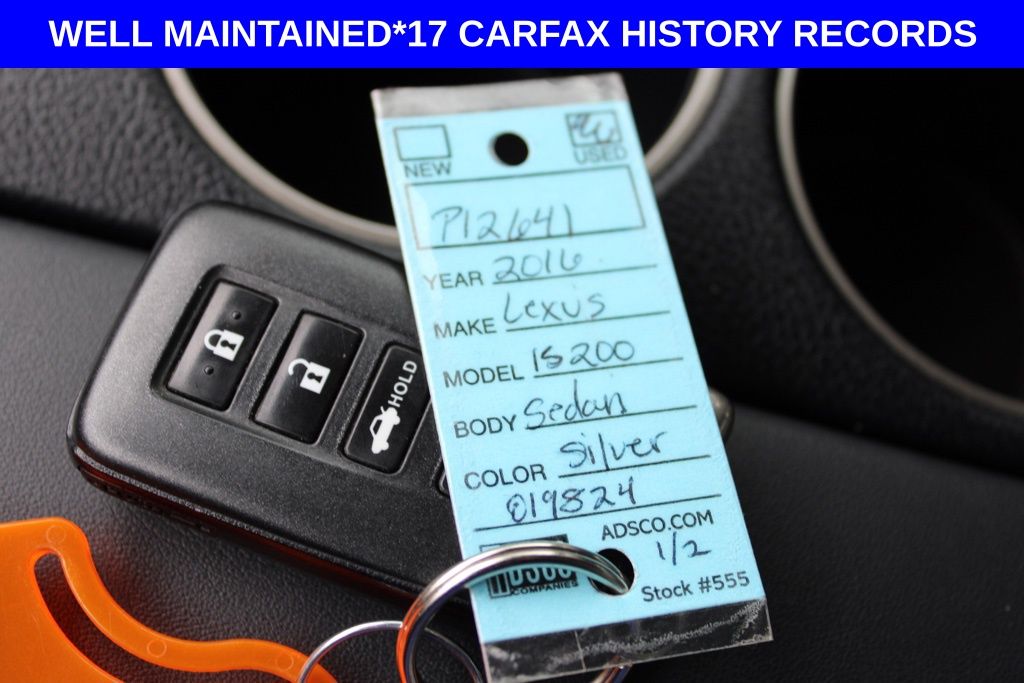 WELL MAINTAINED*17 CARFAX HISTORY RECORDS
NEW USED
P12641
YEAR 2016
MAKE Lexus
MODEL IS200
BODY Sedan
COLOR Silver
019824
ADSCO.COM
1/2
COMPANIES
Stock #555
HOLD